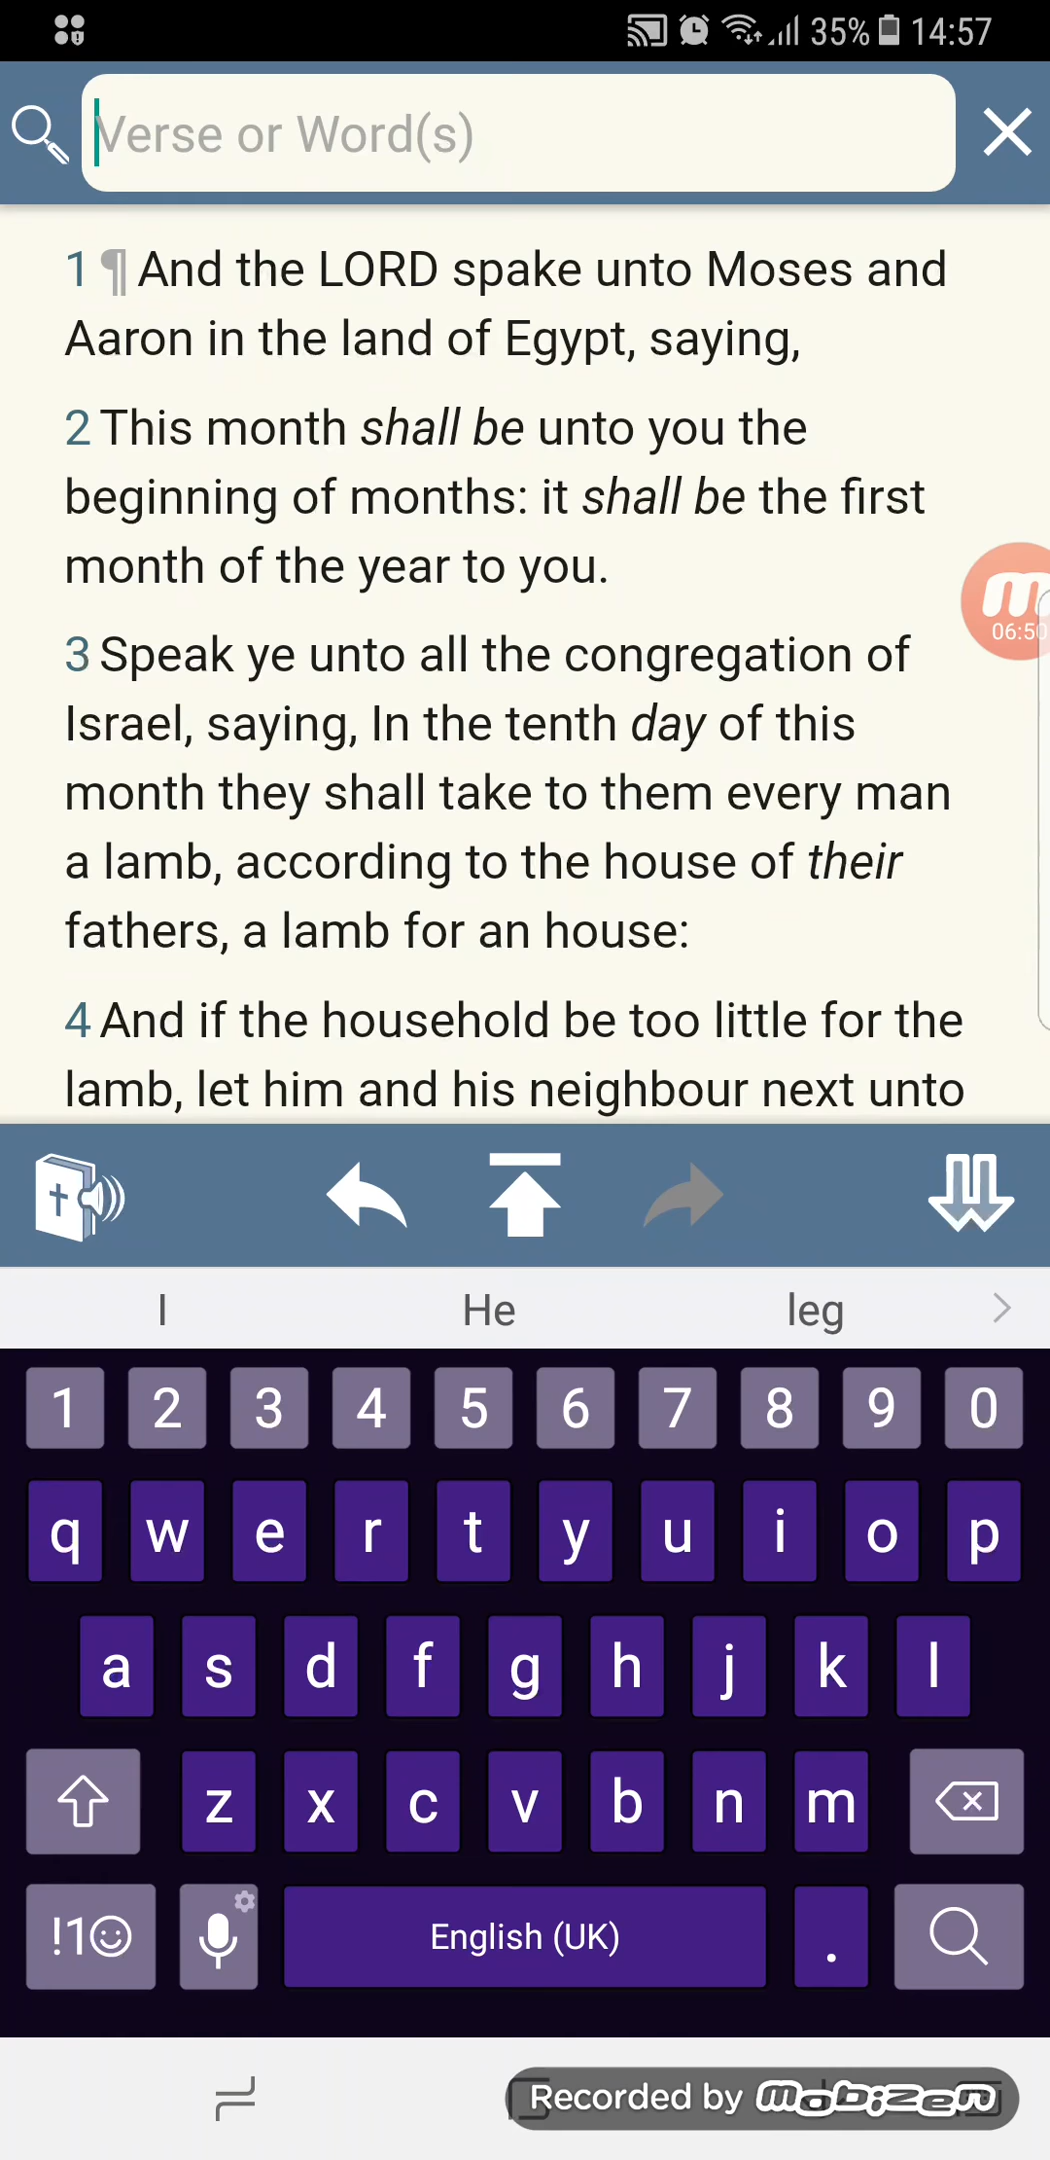 35% 14:57
Verse or Word(s)
1 ¶ And the LORD spake unto Moses and
Aaron in the land of Egypt, saying,
2 This month shall be unto you the
beginning of months: it shall be the first
month of the year to you.
3 Speak ye unto all the congregation of
Israel, saying, In the tenth day of this
month they shall take to them every man
a lamb, according to the house of their
fathers, a lamb for an house:
4 And if the household be too little for the
lamb, let him and his neighbour next unto
06:50
I He leg
1 2 3 4 5 6 7 8 9 0
q w e r t y u i o p
a s d f g h j k l
z x c v b n m
!1☺ English (UK) .
Recorded by mobizen